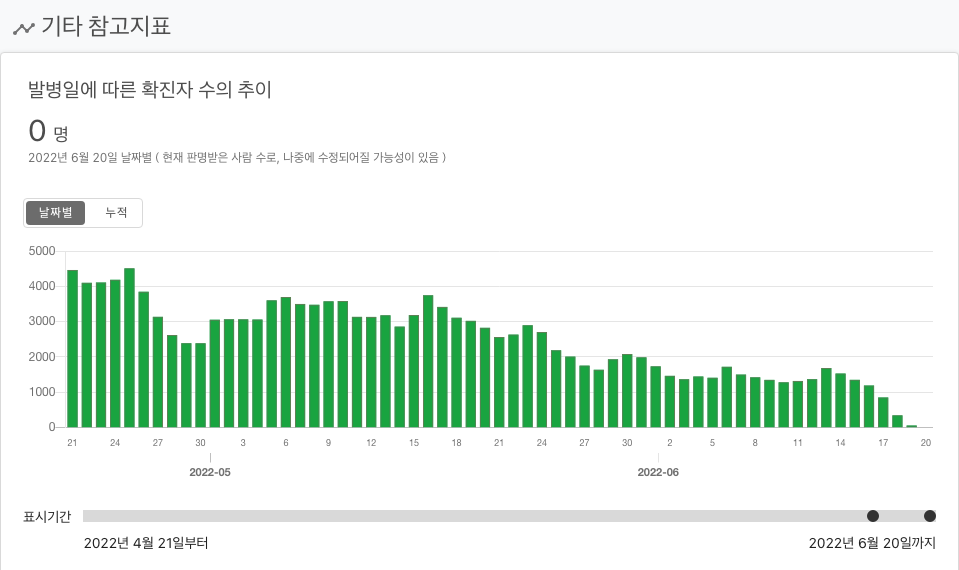 기타 참고지표
발병일에 따른 확진자 수의 추이
0 명
2022년 6월 20일 날짜별 ( 현재 판명받은 사람 수로, 나중에 수정되어질 가능성이 있음 )
날짜별 누적
5000
4000
3000
2000
1000
0
21 24 27 30 3 6 9 12 15 18 21 24 27 30 2 5 8 11 14 17 20
2022-05 2022-06
표시기간
2022년 4월 21일부터 2022년 6월 20일까지